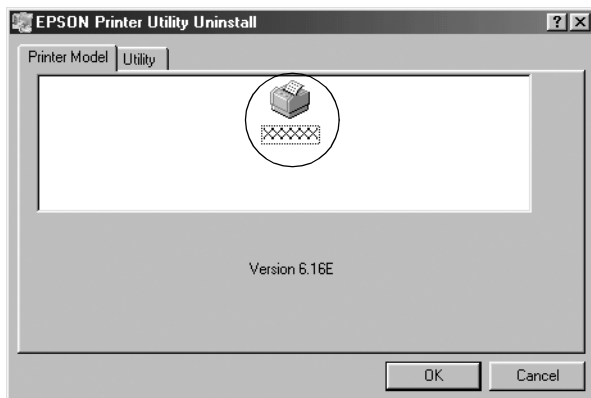 EPSON Printer Utility Uninstall
Printer Model
Utility
Version 6.16E
OK
Cancel